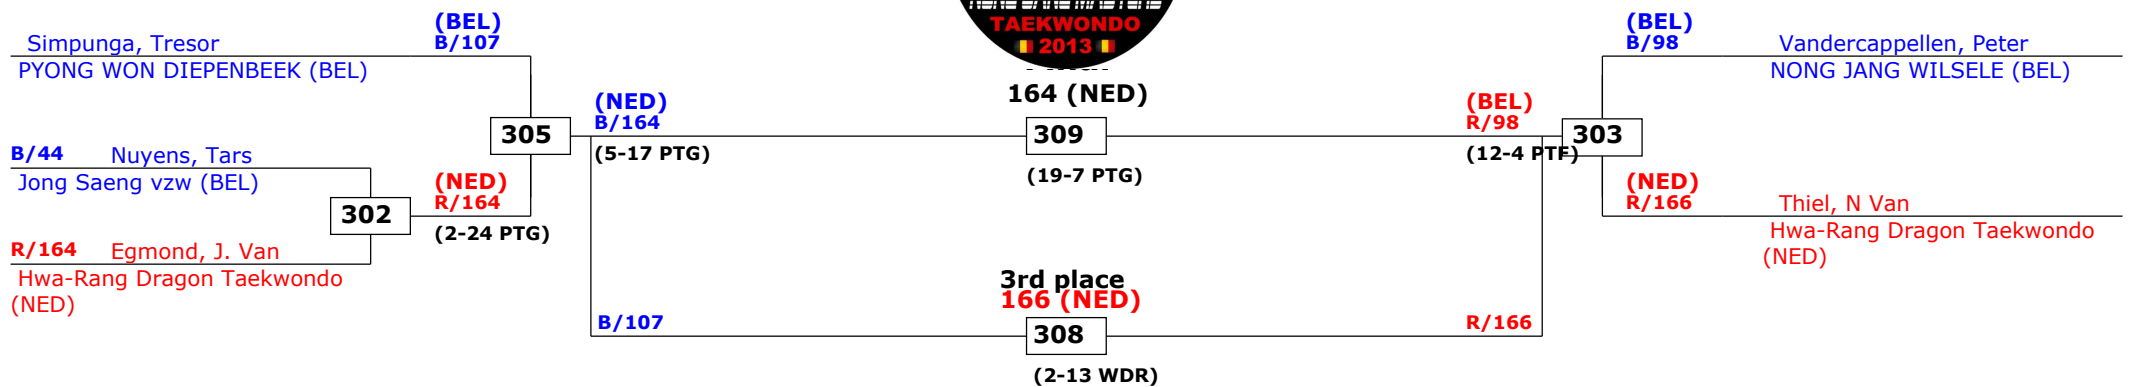 TAEKWONDO
2013
(BEL)
B/107
Simpunga, Tresor
PYONG WON DIEPENBEEK (BEL)
(BEL)
B/98
Vandercappellen, Peter
NONG JANG WILSELE (BEL)
164 (NED)
(NED)
B/164
305
(5-17 PTG)
309
(19-7 PTG)
(BEL)
R/98
303
(12-4 PTF)
B/44 Nuyens, Tars
Jong Saeng vzw (BEL)
302
(NED)
R/164
(2-24 PTG)
R/164 Egmond, J. Van
Hwa-Rang Dragon Taekwondo
(NED)
(NED)
R/166
Thiel, N Van
Hwa-Rang Dragon Taekwondo
(NED)
3rd place
166 (NED)
B/107
308
R/166
(2-13 WDR)